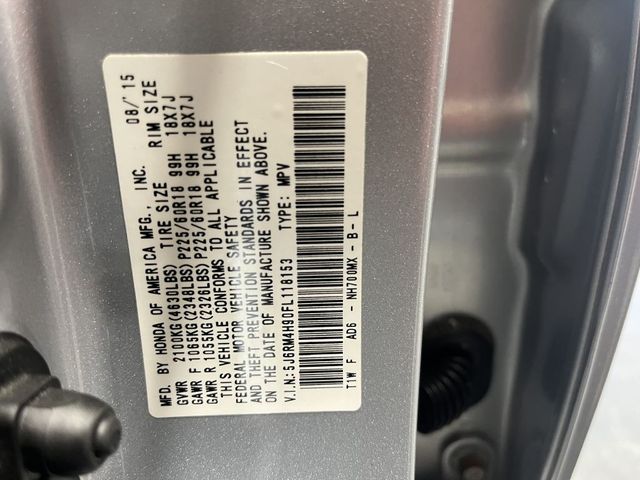 MFD. BY HONDA OF AMERICA MFG., INC. 08/'15
GVWR 2100KG(4630LBS) TIRE SIZE RIM SIZE
GAWR F 1065KG(2348LBS)P225/60R18 99H 18X7J
GAWR R 1055KG(2326LBS)P225/60R18 99H 18X7J
THIS VEHICLE CONFORMS TO ALL APPLICABLE
FEDERAL MOTOR VEHICLE SAFETY
AND THEFT PREVENTION STANDARDS IN EFFECT
ON THE DATE OF MANUFACTURE SHOWN ABOVE.
V.I.N.:5J6RM4H90FL118153 TYPE: MPV
T1W F AD6 - NH700MX - B - L